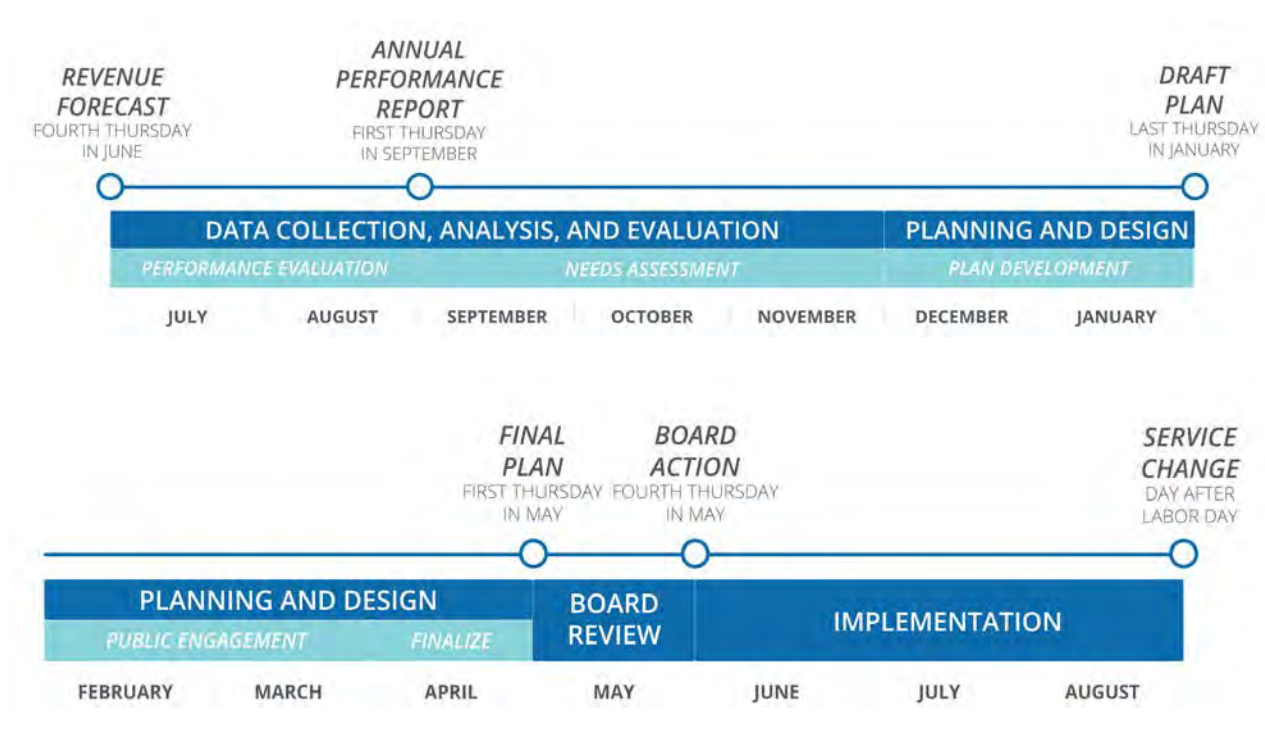 REVENUE
FORECAST
FOURTH THURSDAY
IN JUNE
ANNUAL
PERFORMANCE
REPORT
FIRST THURSDAY
IN SEPTEMBER
DRAFT
PLAN
LAST THURSDAY
IN JANUARY
DATA COLLECTION, ANALYSIS, AND EVALUATION
PLANNING AND DESIGN
PERFORMANCE EVALUATION
NEEDS ASSESSMENT
PLAN DEVELOPMENT
JULY
AUGUST
SEPTEMBER
OCTOBER
NOVEMBER
DECEMBER
JANUARY
FINAL
PLAN
FIRST THURSDAY
IN MAY
BOARD
ACTION
FOURTH THURSDAY
IN MAY
SERVICE
CHANGE
DAY AFTER
LABOR DAY
PLANNING AND DESIGN
PUBLIC ENGAGEMENT
FINALIZE
BOARD
REVIEW
IMPLEMENTATION
FEBRUARY
MARCH
APRIL
MAY
JUNE
JULY
AUGUST